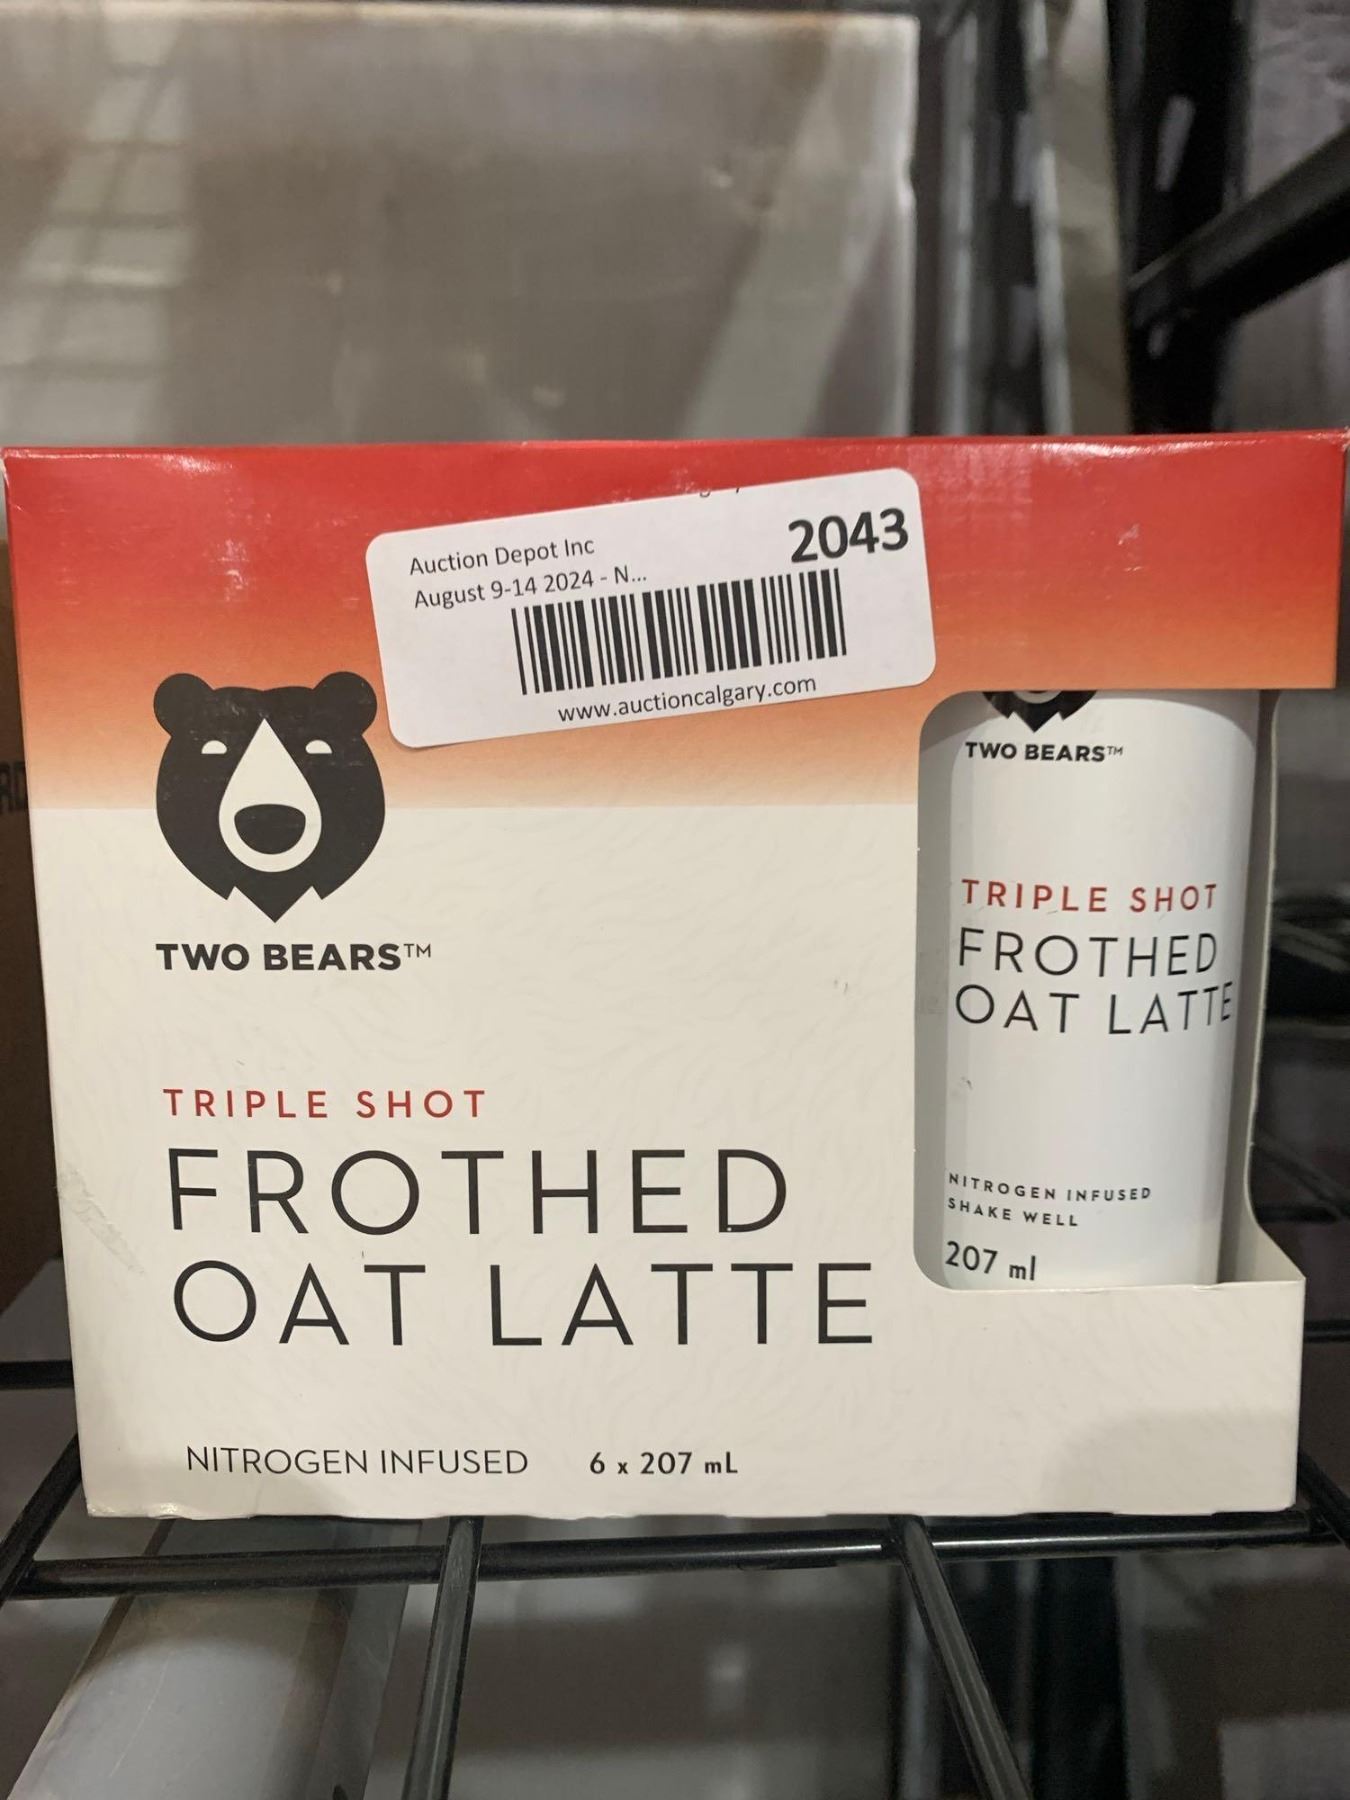 Auction Depot Inc
2043
August 9-14 2024 - N...
www.auctioncalgary.com
TWO BEARS™
TRIPLE SHOT
FROTHED
OAT LATTE
NITROGEN INFUSED 6 x 207 mL
TWO BEARS™
TRIPLE SHOT
FROTHED
OAT LATTE
NITROGEN INFUSED
SHAKE WELL
207 ml